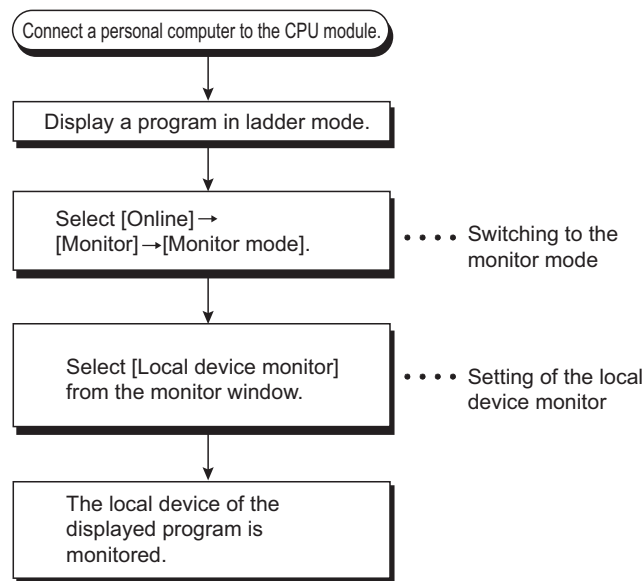 Connect a personal computer to the CPU module.
Display a program in ladder mode.
Select [Online]→
[Monitor]→[Monitor mode].
Switching to the
monitor mode
Select [Local device monitor]
from the monitor window.
Setting of the local
device monitor
The local device of the
displayed program is
monitored.